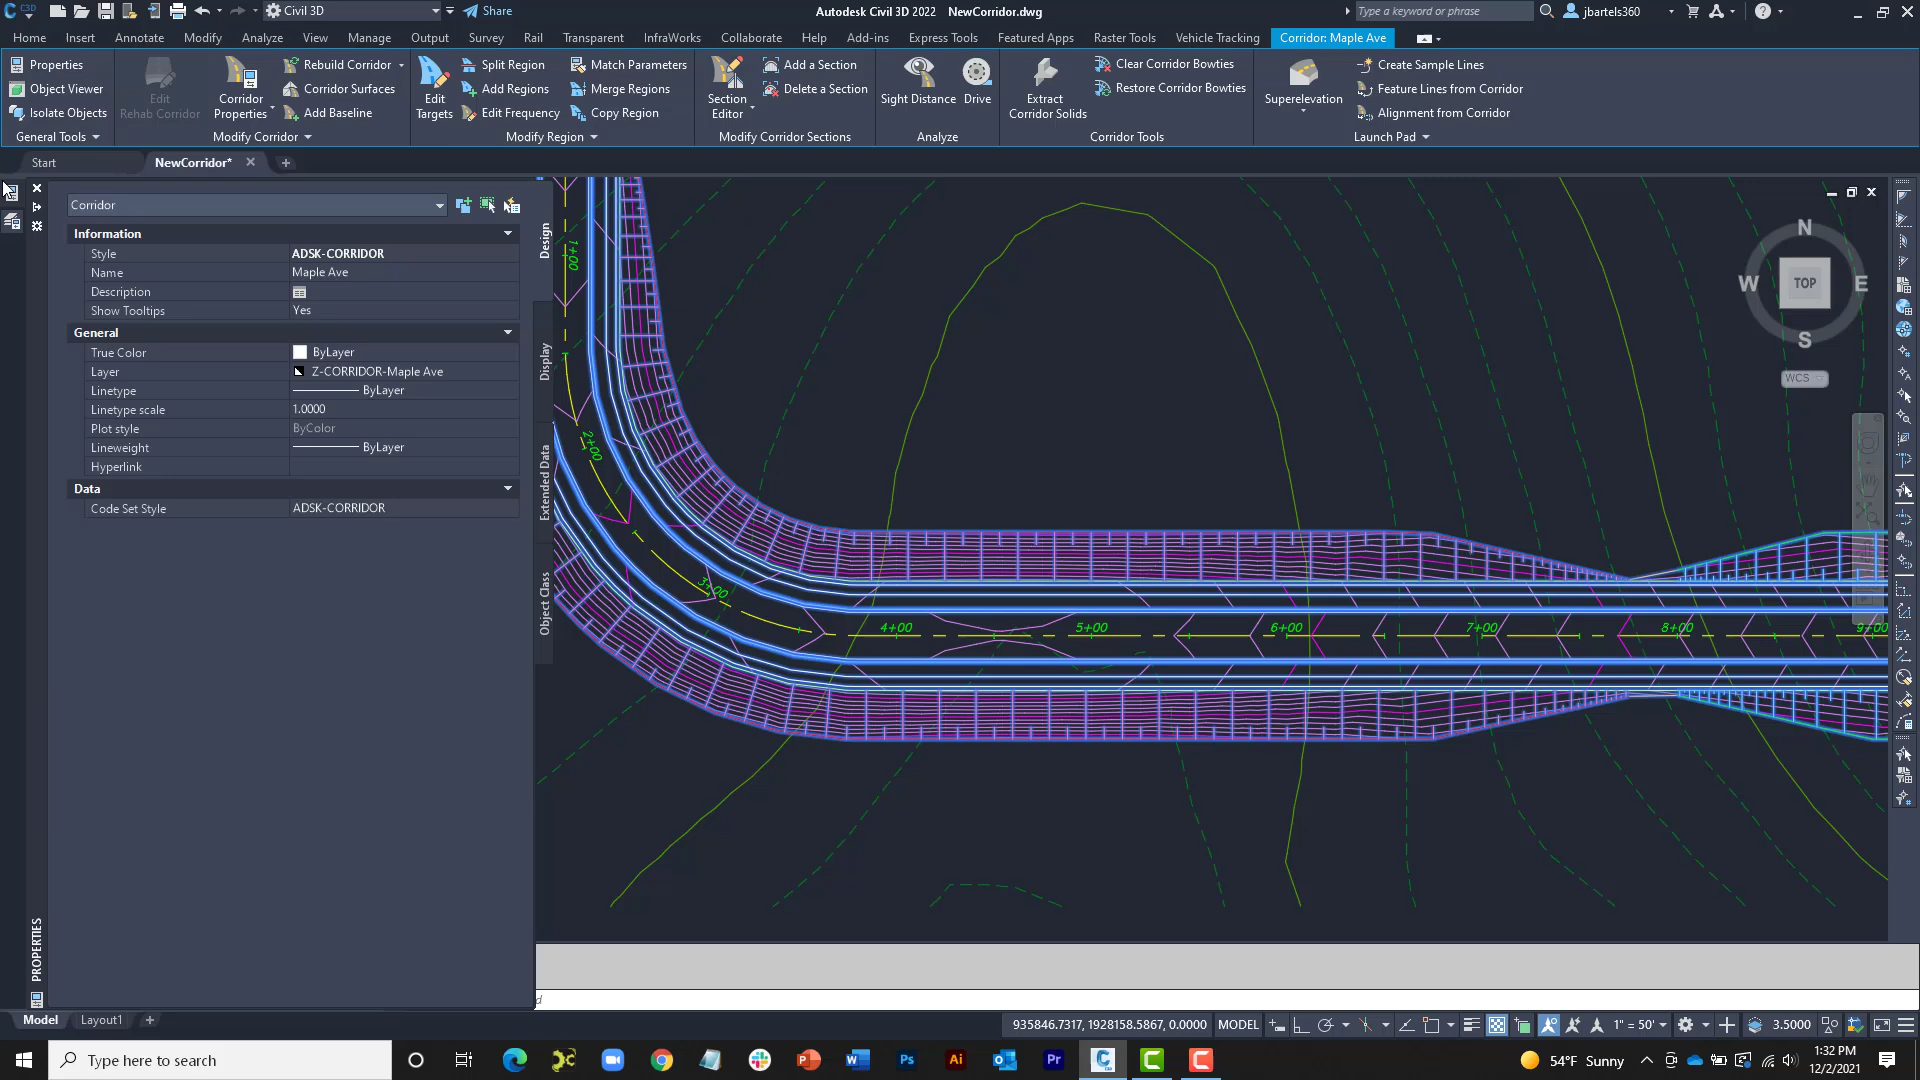 Civil 3D
Share
Autodesk Civil 3D 2022 NewCorridor.dwg
Type a keyword or phrase
jbartels360
Home Insert Annotate Modify Analyze View Manage Output Survey Rail Transparent InfraWorks Collaborate Help Add-ins Express Tools Featured Apps Raster Tools Vehicle Tracking Corridor: Maple Ave
Properties
Object Viewer
Isolate Objects
General Tools
Edit
Rehab Corridor
Corridor
Properties
Rebuild Corridor
Corridor Surfaces
Add Baseline
Modify Corridor
Edit
Targets
Split Region
Add Regions
Edit Frequency
Match Parameters
Merge Regions
Copy Region
Modify Region
Section
Editor
Add a Section
Delete a Section
Modify Corridor Sections
Sight Distance
Drive
Analyze
Extract
Corridor Solids
Clear Corridor Bowties
Restore Corridor Bowties
Corridor Tools
Superelevation
Create Sample Lines
Feature Lines from Corridor
Alignment from Corridor
Launch Pad
Start
NewCorridor*
Corridor
Information
Style ADSK-CORRIDOR
Name Maple Ave
Description
Show Tooltips Yes
General
True Color ByLayer
Layer Z-CORRIDOR-Maple Ave
Linetype ByLayer
Linetype scale 1.0000
Plot style ByColor
Lineweight ByLayer
Hyperlink
Data
Code Set Style ADSK-CORRIDOR
Design
Display
Extended Data
Object Class
PROPERTIES
1+00
2+00
3+00
4+00
5+00
6+00
7+00
8+00
9+00
N
W
TOP
E
S
WCS
d
Model
Layout1
935846.7317, 1928158.5867, 0.0000
MODEL
1" = 50'
3.5000
Type here to search
54°F Sunny
1:32 PM
12/2/2021